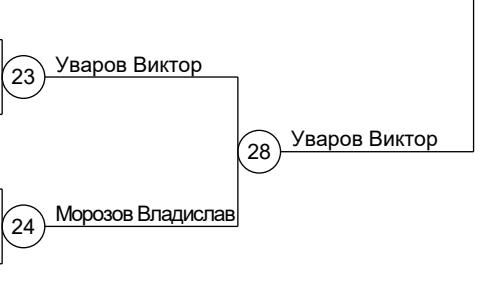 23 Уваров Виктор
28 Уваров Виктор
24 Морозов Владислав